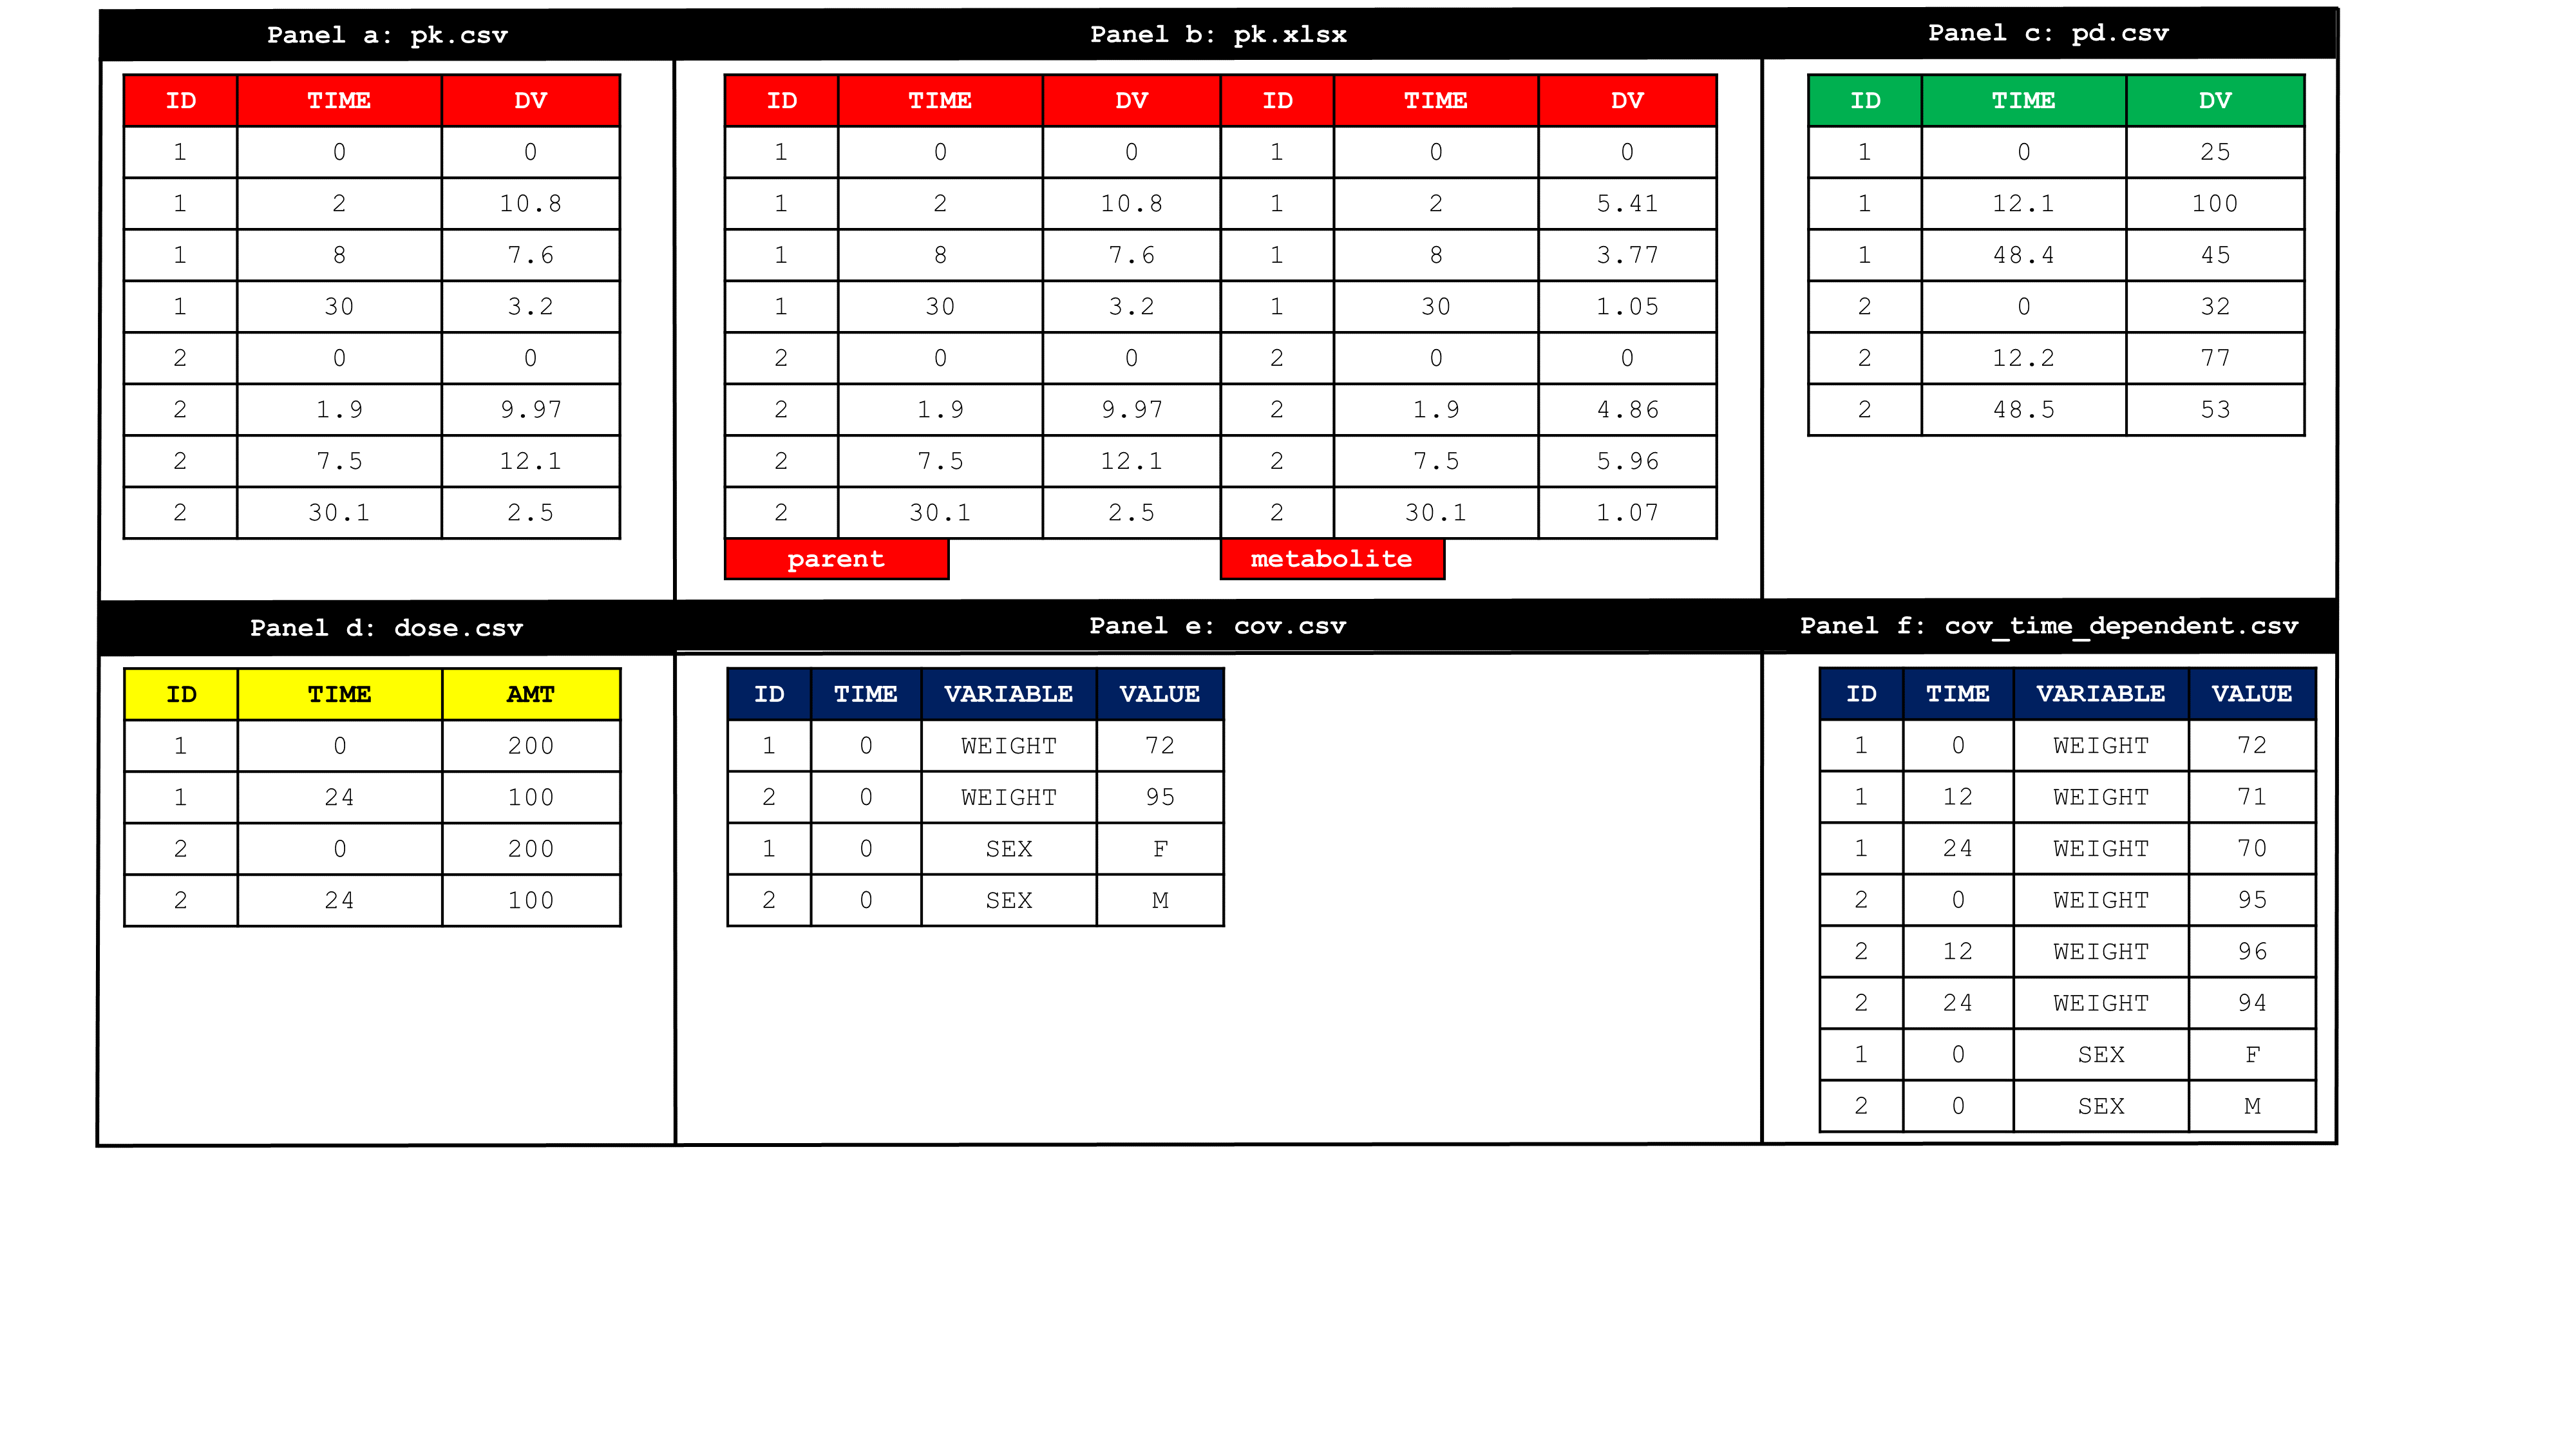 Panel a: pk.csv
ID TIME DV
1 0 0
1 2 10.8
1 8 7.6
1 30 3.2
2 0 0
2 1.9 9.97
2 7.5 12.1
2 30.1 2.5
Panel b: pk.xlsx
ID TIME DV ID TIME DV
1 0 0 1 0 0
1 2 10.8 1 2 5.41
1 8 7.6 1 8 3.77
1 30 3.2 1 30 1.05
2 0 0 2 0 0
2 1.9 9.97 2 1.9 4.86
2 7.5 12.1 2 7.5 5.96
2 30.1 2.5 2 30.1 1.07
parent metabolite
Panel c: pd.csv
ID TIME DV
1 0 25
1 12.1 100
1 48.4 45
2 0 32
2 12.2 77
2 48.5 53
Panel d: dose.csv
ID TIME AMT
1 0 200
1 24 100
2 0 200
2 24 100
Panel e: cov.csv
ID TIME VARIABLE VALUE
1 0 WEIGHT 72
2 0 WEIGHT 95
1 0 SEX F
2 0 SEX M
Panel f: cov_time_dependent.csv
ID TIME VARIABLE VALUE
1 0 WEIGHT 72
1 12 WEIGHT 71
1 24 WEIGHT 70
2 0 WEIGHT 95
2 12 WEIGHT 96
2 24 WEIGHT 94
1 0 SEX F
2 0 SEX M